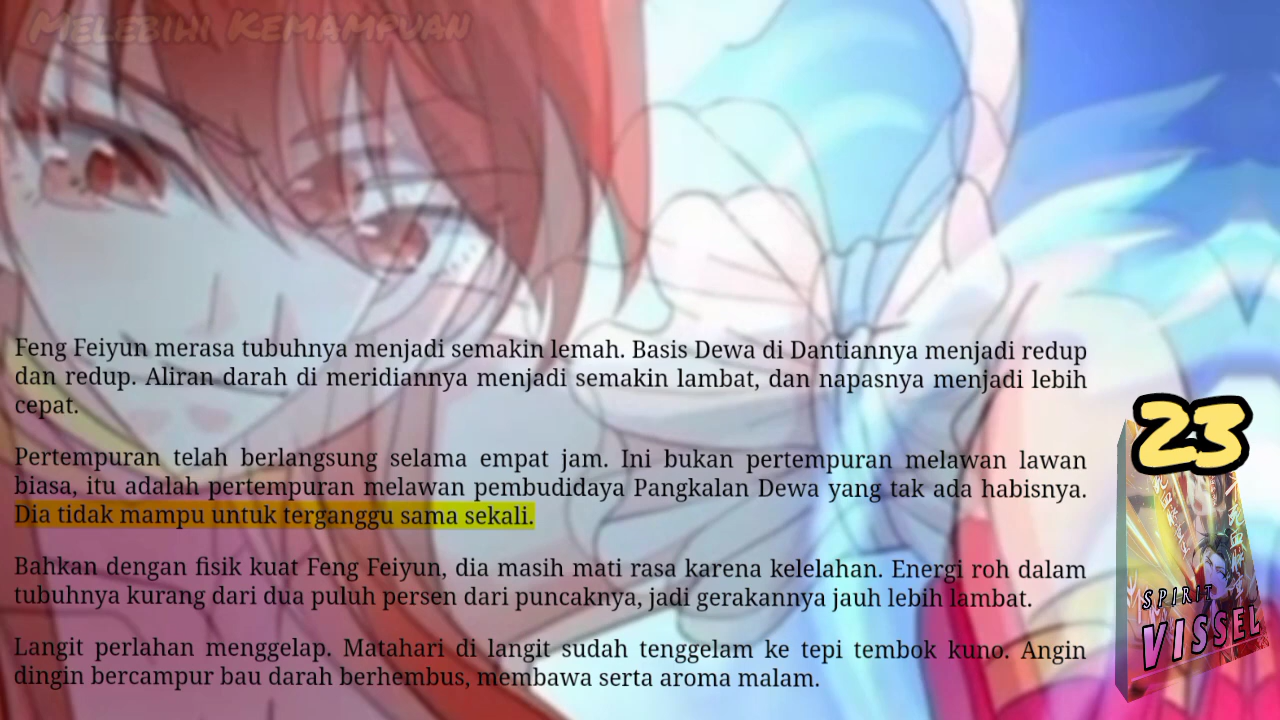 Melebihi Kemampuan
Feng Feiyun merasa tubuhnya menjadi semakin lemah. Basis Dewa di Dantiannya menjadi redup
dan redup. Aliran darah di meridiannya menjadi semakin lambat, dan napasnya menjadi lebih
cepat.
Pertempuran telah berlangsung selama empat jam. Ini bukan pertempuran melawan lawan
biasa, itu adalah pertempuran melawan pembudidaya Pangkalan Dewa yang tak ada habisnya.
Dia tidak mampu untuk terganggu sama sekali.
Bahkan dengan fisik kuat Feng Feiyun, dia masih mati rasa karena kelelahan. Energi roh dalam
tubuhnya kurang dari dua puluh persen dari puncaknya, jadi gerakannya jauh lebih lambat.
Langit perlahan menggelap. Matahari di langit sudah tenggelam ke tepi tembok kuno. Angin
dingin bercampur bau darah berhembus, membawa serta aroma malam.
23
SPIRIT
VISSEL